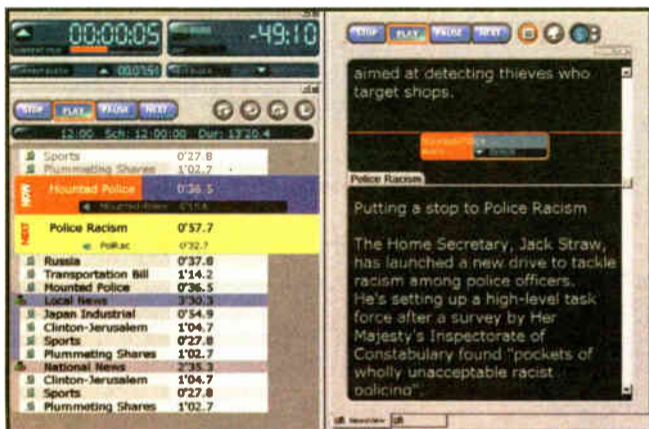 00:00:05
-49:10
STOP PLAY PAUSE NEXT
12:00 Sch: 12:00:00 Dur: 13'20.4
Sports 0'27.8
Plummeting Shares 1'02.7
NOW Mounted Police 0'36.5
NEXT Police Racism 0'57.7
PolRac 0'32.7
Russia 0'37.8
Transportation Bill 1'14.2
Mounted Police 0'36.5
Local News 3'30.3
Japan Industrial 0'54.9
Clinton-Jerusalem 1'04.7
Sports 0'27.8
Plummeting Shares 1'02.7
National News 2'35.3
Clinton-Jerusalem 1'04.7
Sports 0'27.8
Plummeting Shares 1'02.7
STOP PLAY PAUSE NEXT
aimed at detecting thieves who
target shops.
Police Racism
Putting a stop to Police Racism
The Home Secretary, Jack Straw,
has launched a new drive to tackle
racism among police officers.
He's setting up a high-level task
force after a survey by Her
Majesty's Inspectorate of
Constabulary found "pockets of
wholly unacceptable racist
policing".